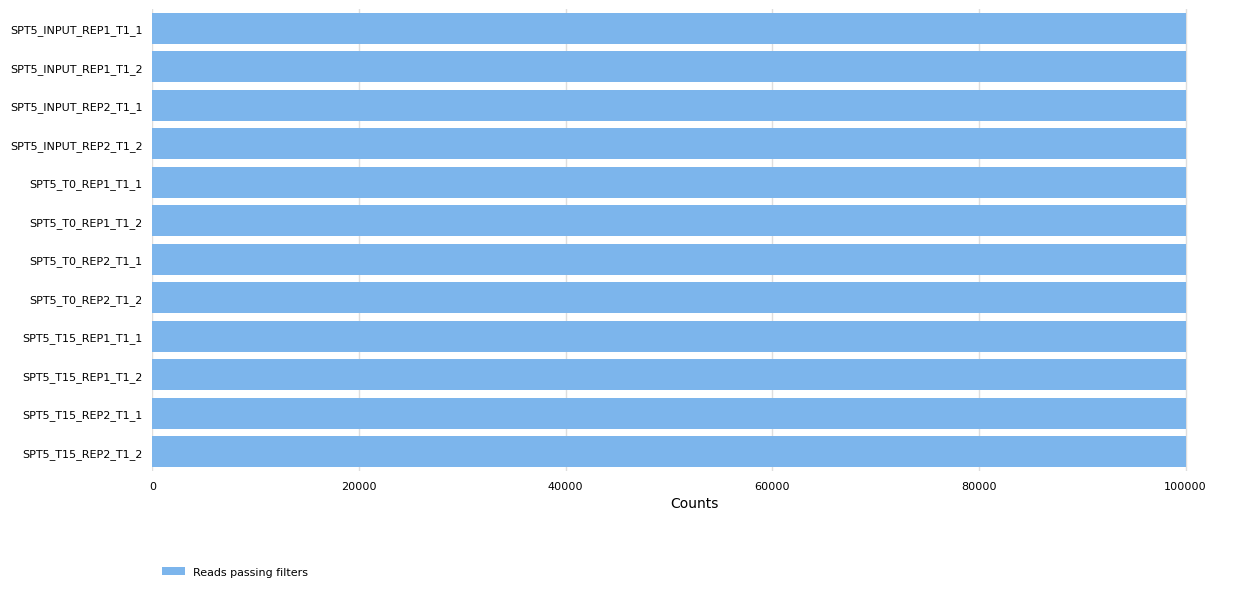 SPT5_INPUT_REP1_T1_1
SPT5_INPUT_REP1_T1_2
SPT5_INPUT_REP2_T1_1
SPT5_INPUT_REP2_T1_2
SPT5_T0_REP1_T1_1
SPT5_T0_REP1_T1_2
SPT5_T0_REP2_T1_1
SPT5_T0_REP2_T1_2
SPT5_T15_REP1_T1_1
SPT5_T15_REP1_T1_2
SPT5_T15_REP2_T1_1
SPT5_T15_REP2_T1_2
0 20000 40000 60000 80000 100000
Counts
Reads passing filters